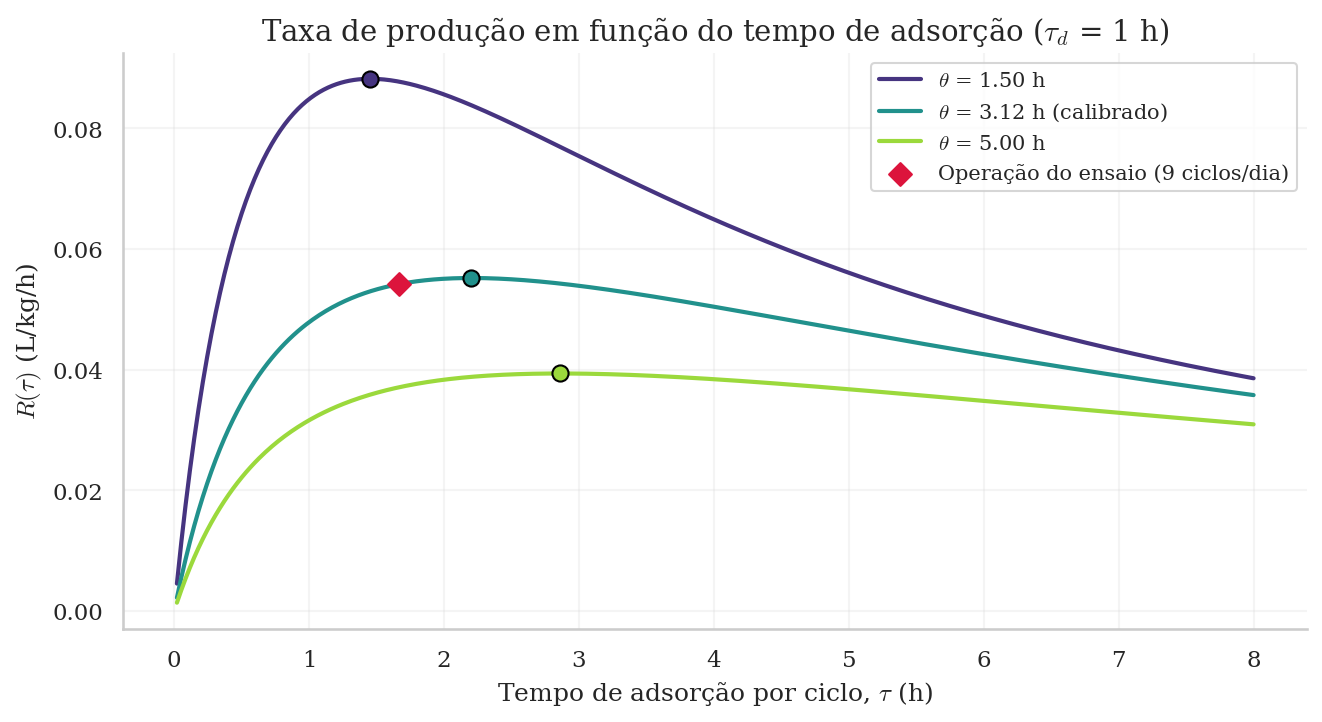 Taxa de produção em função do tempo de adsorção (τd = 1 h)
θ = 1.50 h
θ = 3.12 h (calibrado)
θ = 5.00 h
Operação do ensaio (9 ciclos/dia)
R(τ) (L/kg/h)
0.08
0.06
0.04
0.02
0.00
0 1 2 3 4 5 6 7 8
Tempo de adsorção por ciclo, τ (h)